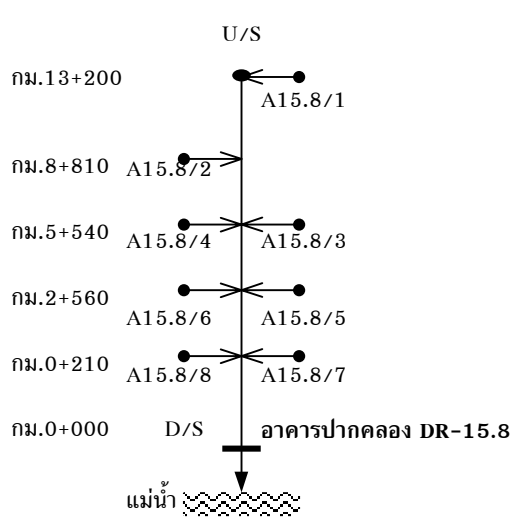 U/S
กม.13+200
A15.8/1
กม.8+810 A15.8/2
กม.5+540 A15.8/4 A15.8/3
กม.2+560 A15.8/6 A15.8/5
กม.0+210 A15.8/8 A15.8/7
กม.0+000 D/S อาคารปากคลอง DR-15.8
แม่น้ำ